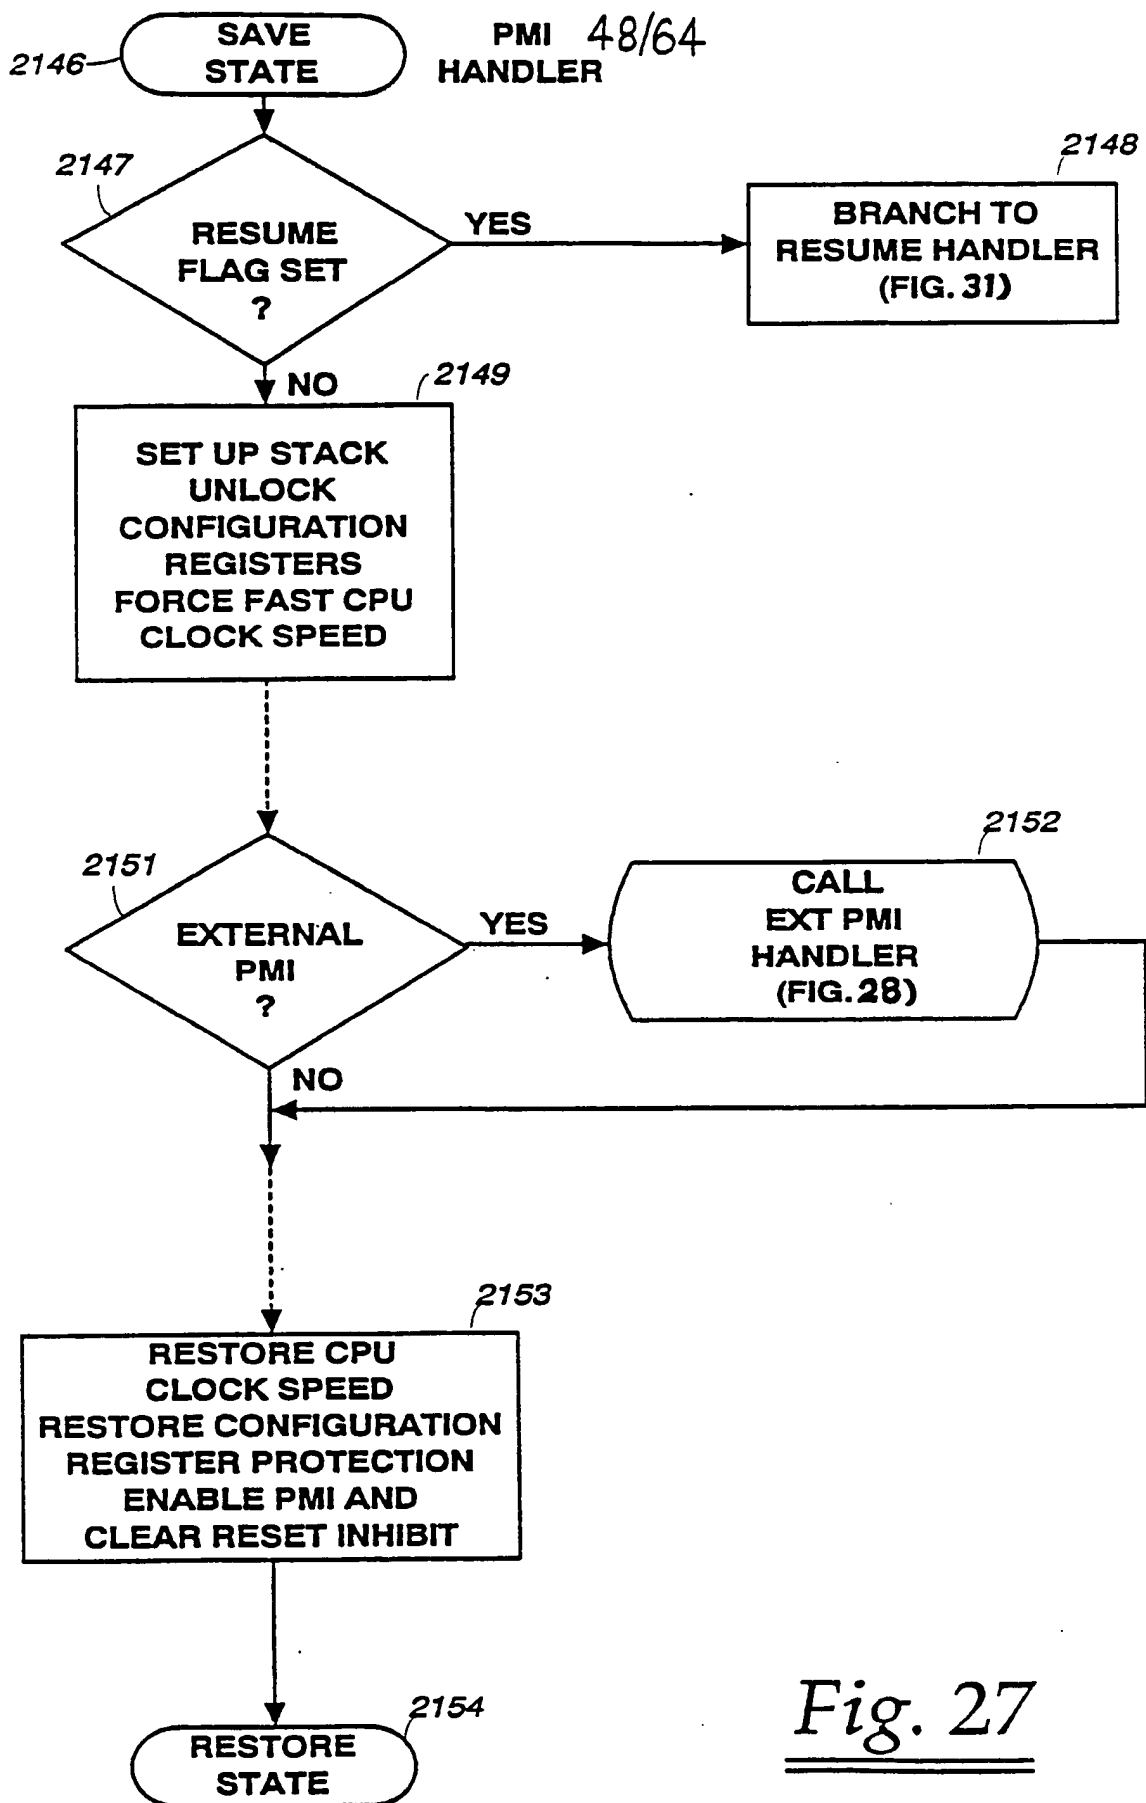 SAVE
STATE
2146
PMI
HANDLER
48/64
2147
RESUME
FLAG SET
?
YES
2148
BRANCH TO
RESUME HANDLER
(FIG. 31)
NO
2149
SET UP STACK
UNLOCK
CONFIGURATION
REGISTERS
FORCE FAST CPU
CLOCK SPEED
2151
EXTERNAL
PMI
?
YES
2152
CALL
EXT PMI
HANDLER
(FIG. 28)
NO
2153
RESTORE CPU
CLOCK SPEED
RESTORE CONFIGURATION
REGISTER PROTECTION
ENABLE PMI AND
CLEAR RESET INHIBIT
2154
RESTORE
STATE
Fig. 27